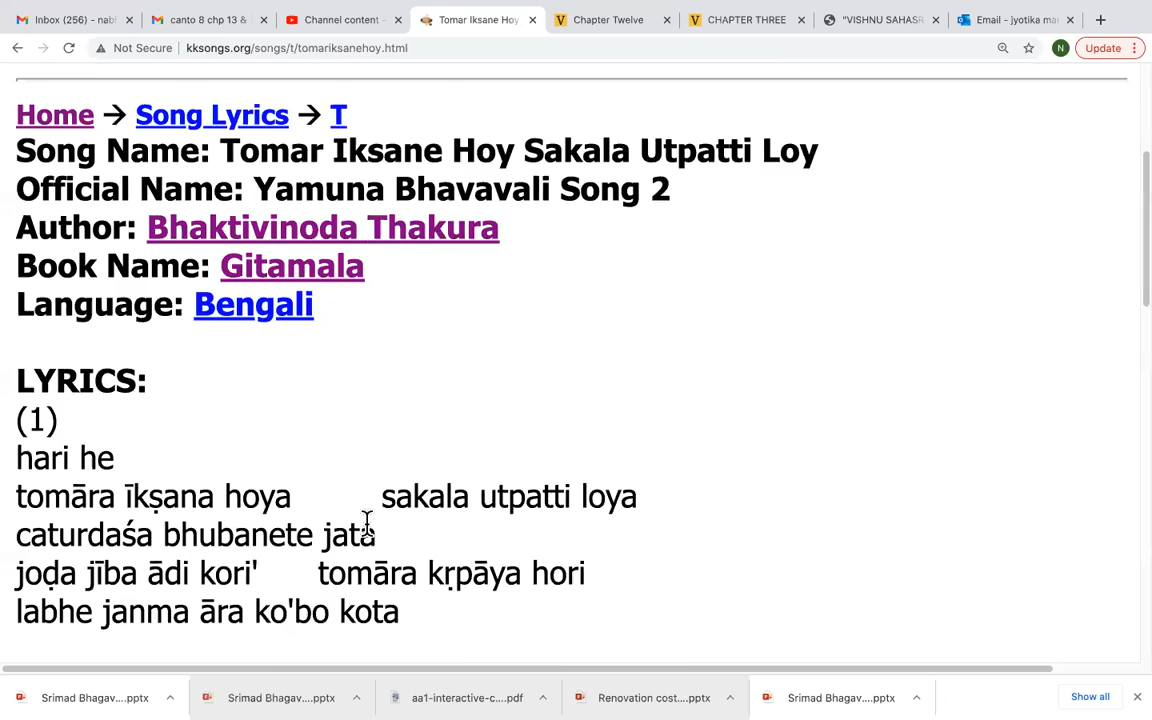 Inbox (256) - nab
canto 8 chp 13 &
Channel content -
Tomar Iksane Hoy
Chapter Twelve
CHAPTER THREE
"VISHNU SAHASR
Email - jyotika ma
Not Secure
kksongs.org/songs/t/tomariksanehoy.html
N
Update
Home → Song Lyrics → T
Song Name: Tomar Iksane Hoy Sakala Utpatti Loy
Official Name: Yamuna Bhavavali Song 2
Author: Bhaktivinoda Thakura
Book Name: Gitamala
Language: Bengali
LYRICS:
(1)
hari he
tomāra īkṣana hoya sakala utpatti loya
caturdaśa bhubanete jata
joḍa jība ādi kori' tomāra kṛpāya hori
labhe janma āra ko'bo kota
Srimad Bhagav....pptx
Srimad Bhagav....pptx
aa1-interactive-c....pdf
Renovation cost....pptx
Srimad Bhagav....pptx
Show all